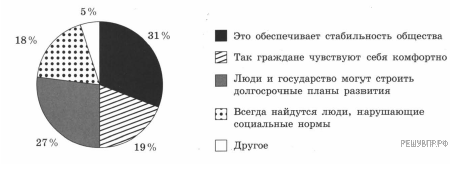 5 %
18 %
31 %
27 %
19 %
Это обеспечивает стабильность общества
Так граждане чувствуют себя комфортно
Люди и государство могут строить
долгосрочные планы развития
Всегда найдутся люди, нарушающие
социальные нормы
Другое
РЕШУВПР.РФ